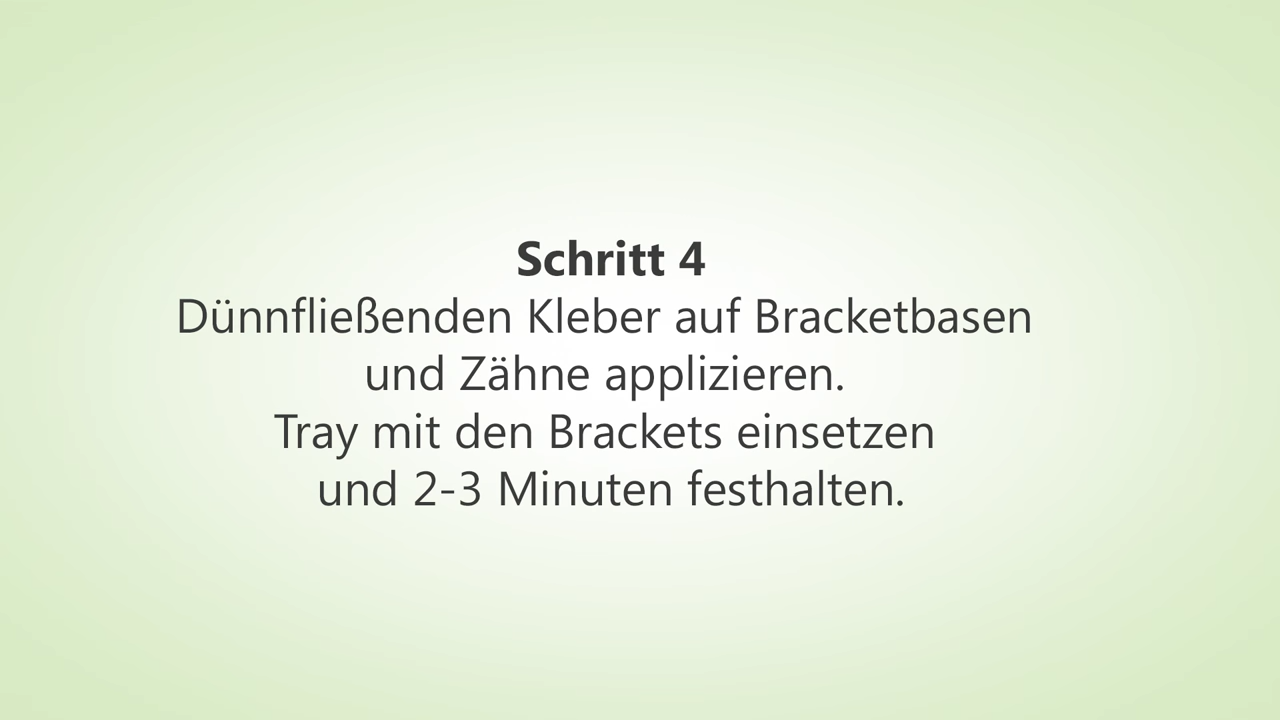 Schritt 4
Dünnfließenden Kleber auf Bracketbasen
und Zähne applizieren.
Tray mit den Brackets einsetzen
und 2-3 Minuten festhalten.